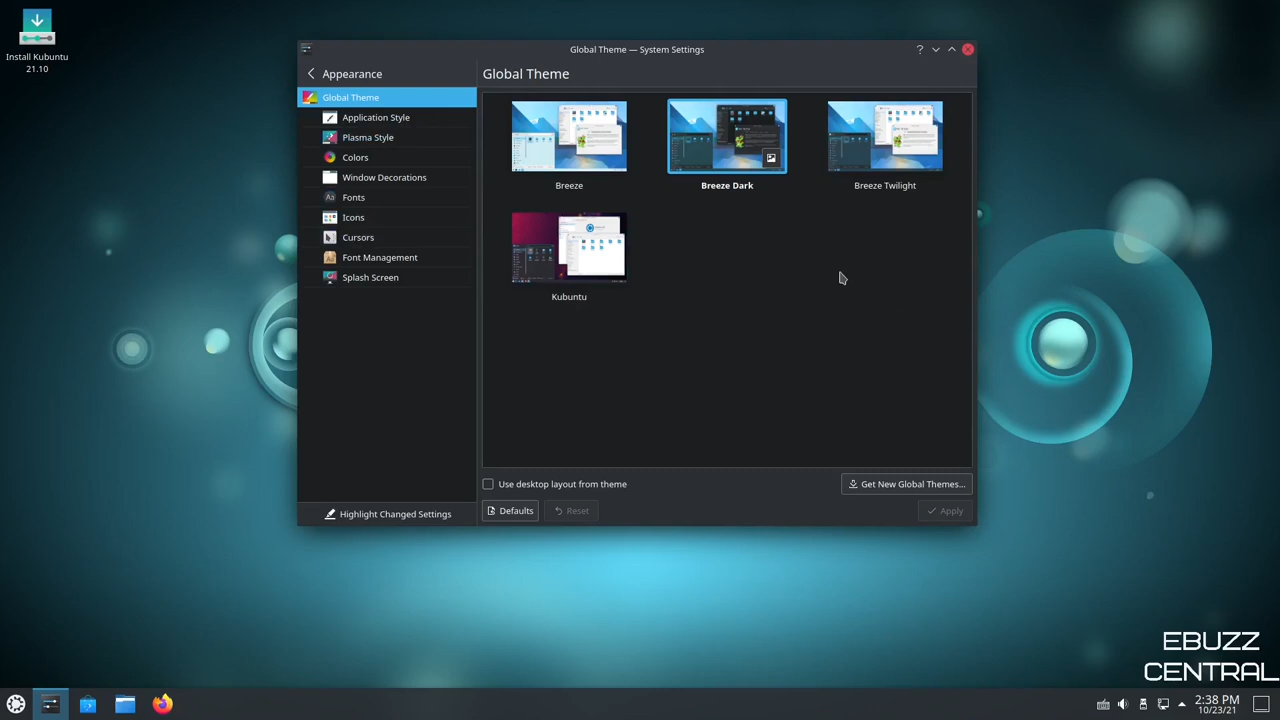 Install Kubuntu
21.10
Global Theme — System Settings
Appearance
Global Theme
Global Theme
Application Style
Plasma Style
Colors
Window Decorations
Fonts
Icons
Cursors
Font Management
Splash Screen
Breeze
Breeze Dark
Breeze Twilight
Kubuntu
Use desktop layout from theme
Get New Global Themes...
Highlight Changed Settings
Defaults
Reset
Apply
EBUZZ
CENTRAL
2:38 PM
10/23/21